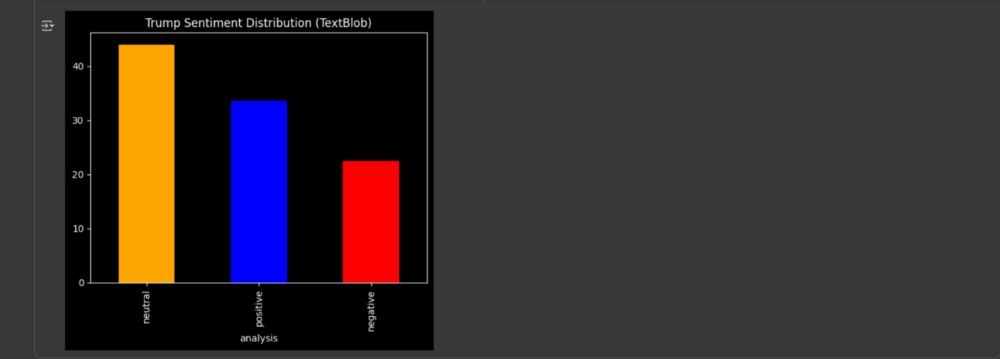 Trump Sentiment Distribution (TextBlob)
40
30
20
10
0
neutral
positive
negative
analysis